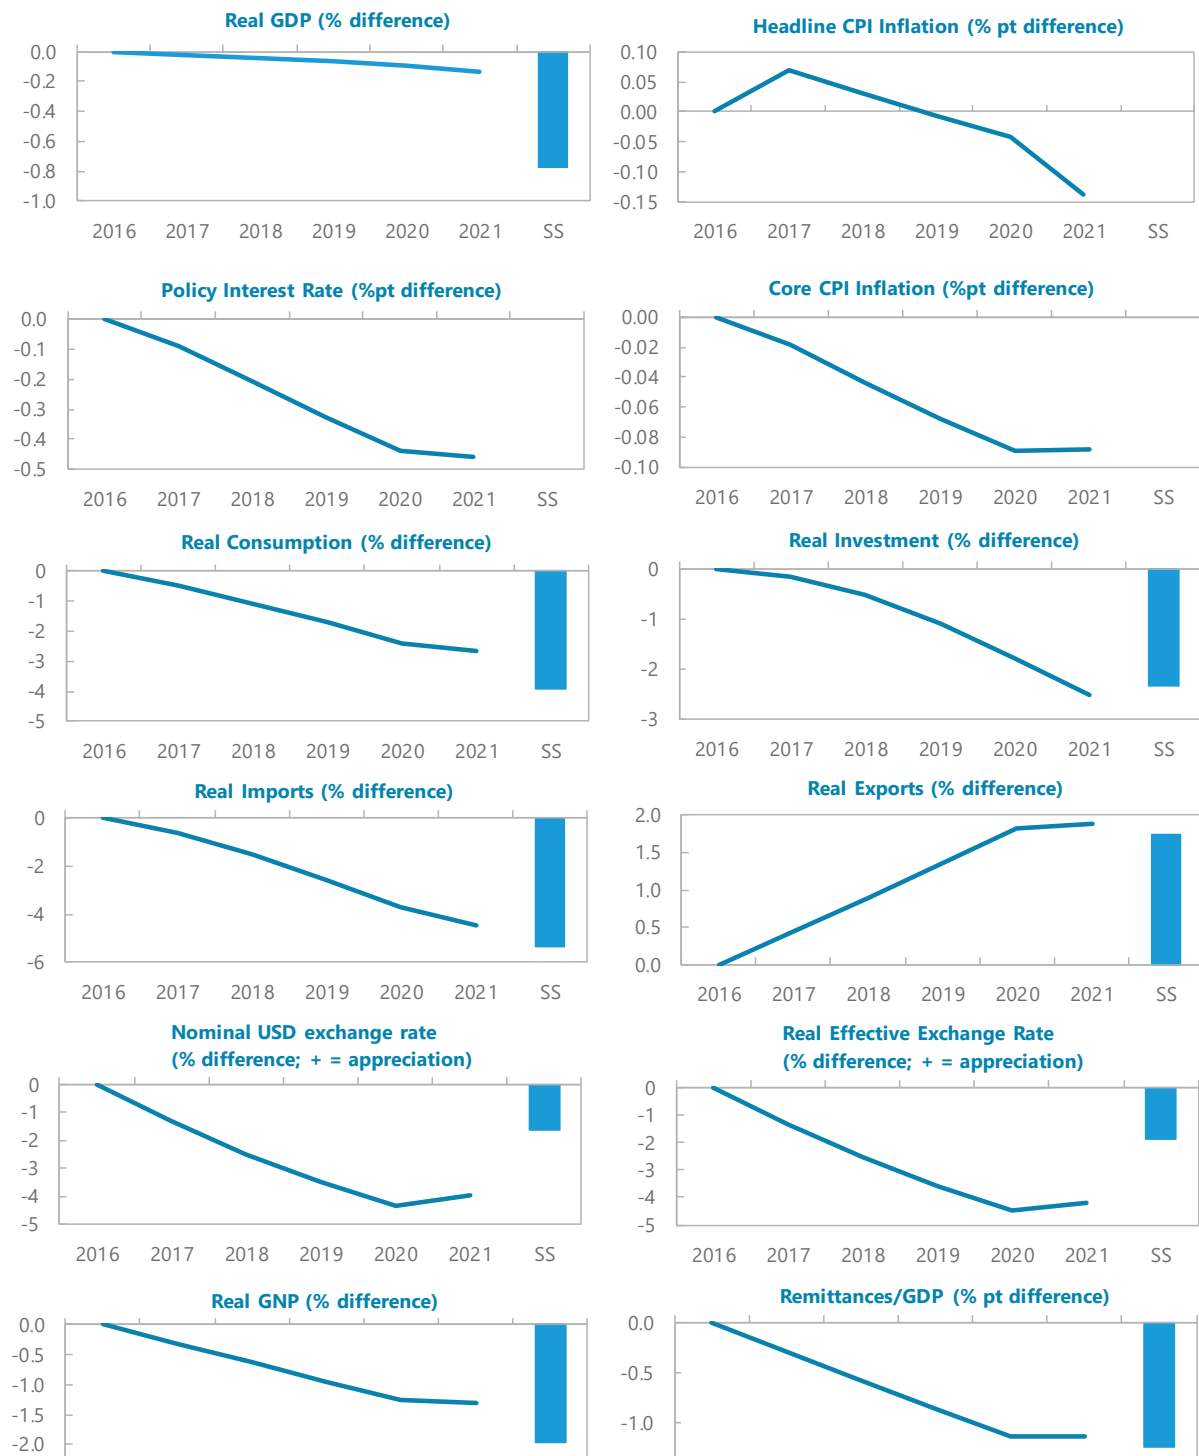 Real GDP (% difference)
0.0
-0.2
-0.4
-0.6
-0.8
-1.0
2016 2017 2018 2019 2020 2021 SS
Headline CPI Inflation (% pt difference)
0.10
0.05
0.00
-0.05
-0.10
-0.15
2016 2017 2018 2019 2020 2021 SS
Policy Interest Rate (%pt difference)
0.0
-0.1
-0.2
-0.3
-0.4
-0.5
2016 2017 2018 2019 2020 2021 SS
Core CPI Inflation (%pt difference)
0.00
-0.02
-0.04
-0.06
-0.08
-0.10
2016 2017 2018 2019 2020 2021 SS
Real Consumption (% difference)
0
-1
-2
-3
-4
-5
2016 2017 2018 2019 2020 2021 SS
Real Investment (% difference)
0
-1
-2
-3
2016 2017 2018 2019 2020 2021 SS
Real Imports (% difference)
0
-2
-4
-6
2016 2017 2018 2019 2020 2021 SS
Real Exports (% difference)
2.0
1.5
1.0
0.5
0.0
2016 2017 2018 2019 2020 2021 SS
Nominal USD exchange rate
(% difference; + = appreciation)
0
-1
-2
-3
-4
-5
2016 2017 2018 2019 2020 2021 SS
Real Effective Exchange Rate
(% difference; + = appreciation)
0
-1
-2
-3
-4
-5
2016 2017 2018 2019 2020 2021 SS
Real GNP (% difference)
0.0
-0.5
-1.0
-1.5
-2.0
Remittances/GDP (% pt difference)
0.0
-0.5
-1.0